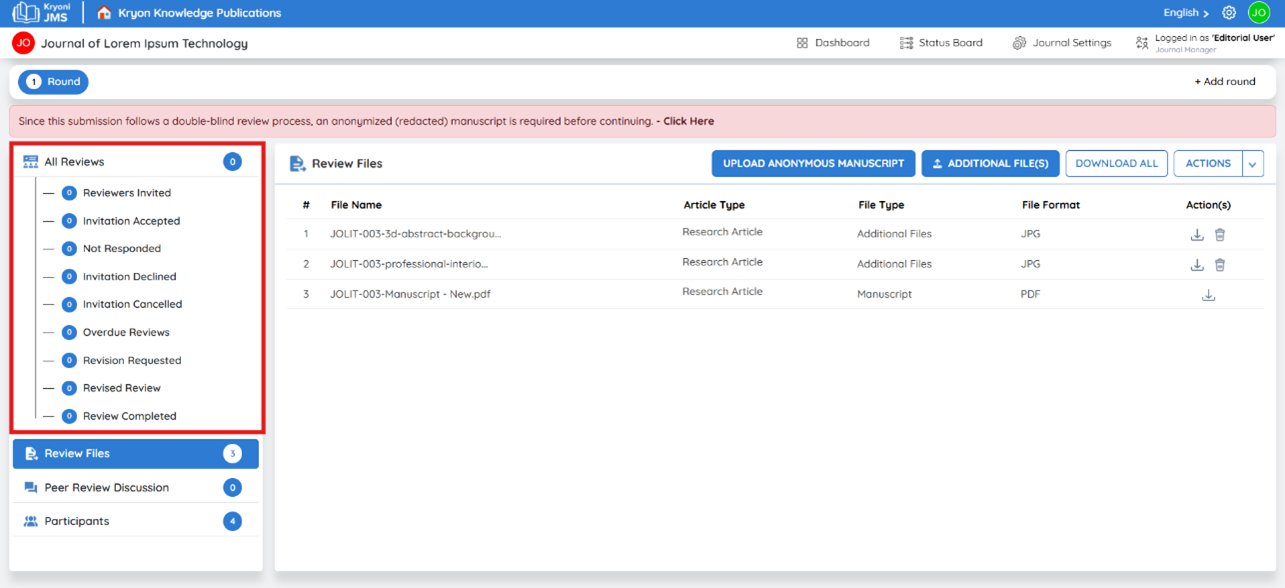 Kryoni
JMS
Kryon Knowledge Publications
English
JO
JO
Journal of Lorem Ipsum Technology
Dashboard
Status Board
Journal Settings
Logged in as 'Editorial User'
Journal Manager
1 Round
+ Add round
Since this submission follows a double-blind review process, an anonymized (redacted) manuscript is required before continuing. - Click Here
All Reviews 0
0 Reviewers Invited
0 Invitation Accepted
0 Not Responded
0 Invitation Declined
0 Invitation Cancelled
0 Overdue Reviews
0 Revision Requested
0 Revised Review
0 Review Completed
Review Files 3
Peer Review Discussion 0
Participants 4
Review Files
UPLOAD ANONYMOUS MANUSCRIPT
ADDITIONAL FILE(S)
DOWNLOAD ALL
ACTIONS
# File Name Article Type File Type File Format Action(s)
1 JOLIT-003-3d-abstract-backgrou... Research Article Additional Files JPG
2 JOLIT-003-professional-interio... Research Article Additional Files JPG
3 JOLIT-003-Manuscript - New.pdf Research Article Manuscript PDF